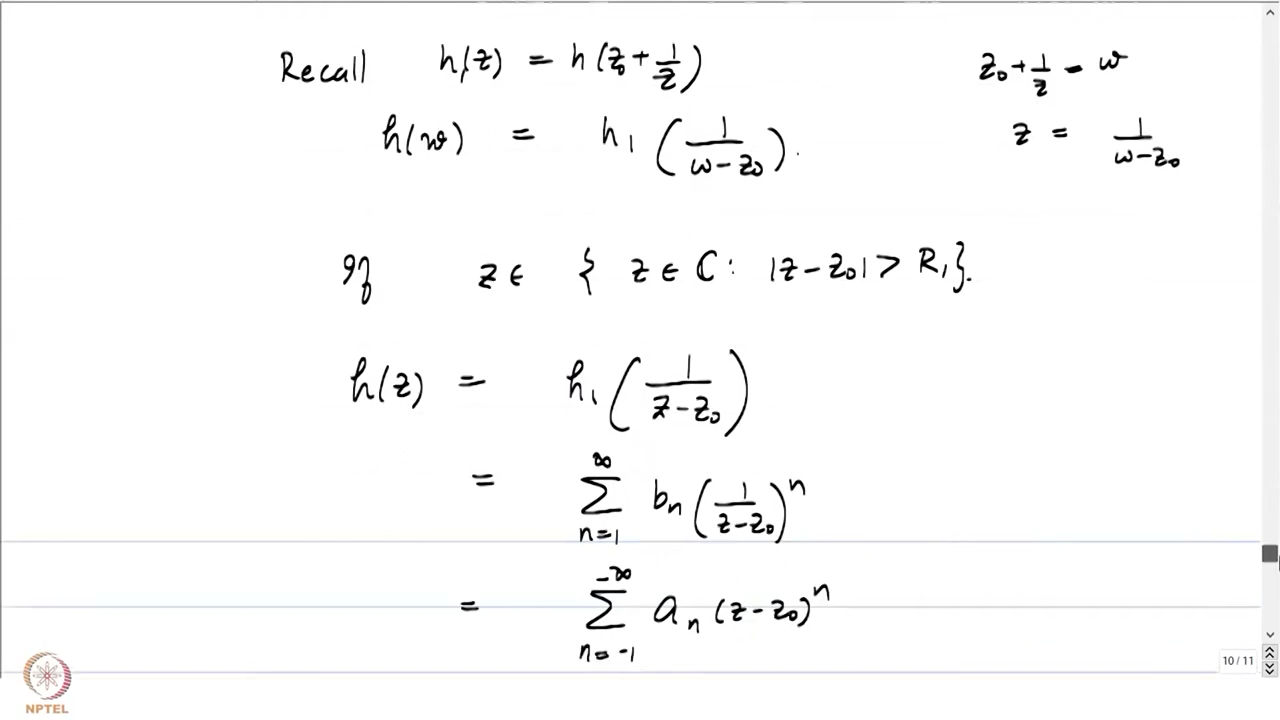 Recall h₁(z) = h(z₀ + 1/z) z₀ + 1/z = w
h(w) = h₁(1/(w - z₀)). z = 1/(w - z₀)
If z ∈ { z ∈ ℂ : |z - z₀| > R₁}.
h(z) = h₁(1/(z - z₀))
= ∑_{n=1}^{∞} bₙ (1/(z - z₀))ⁿ
= ∑_{n=-1}^{-∞} aₙ (z - z₀)ⁿ
10 / 11
NPTEL